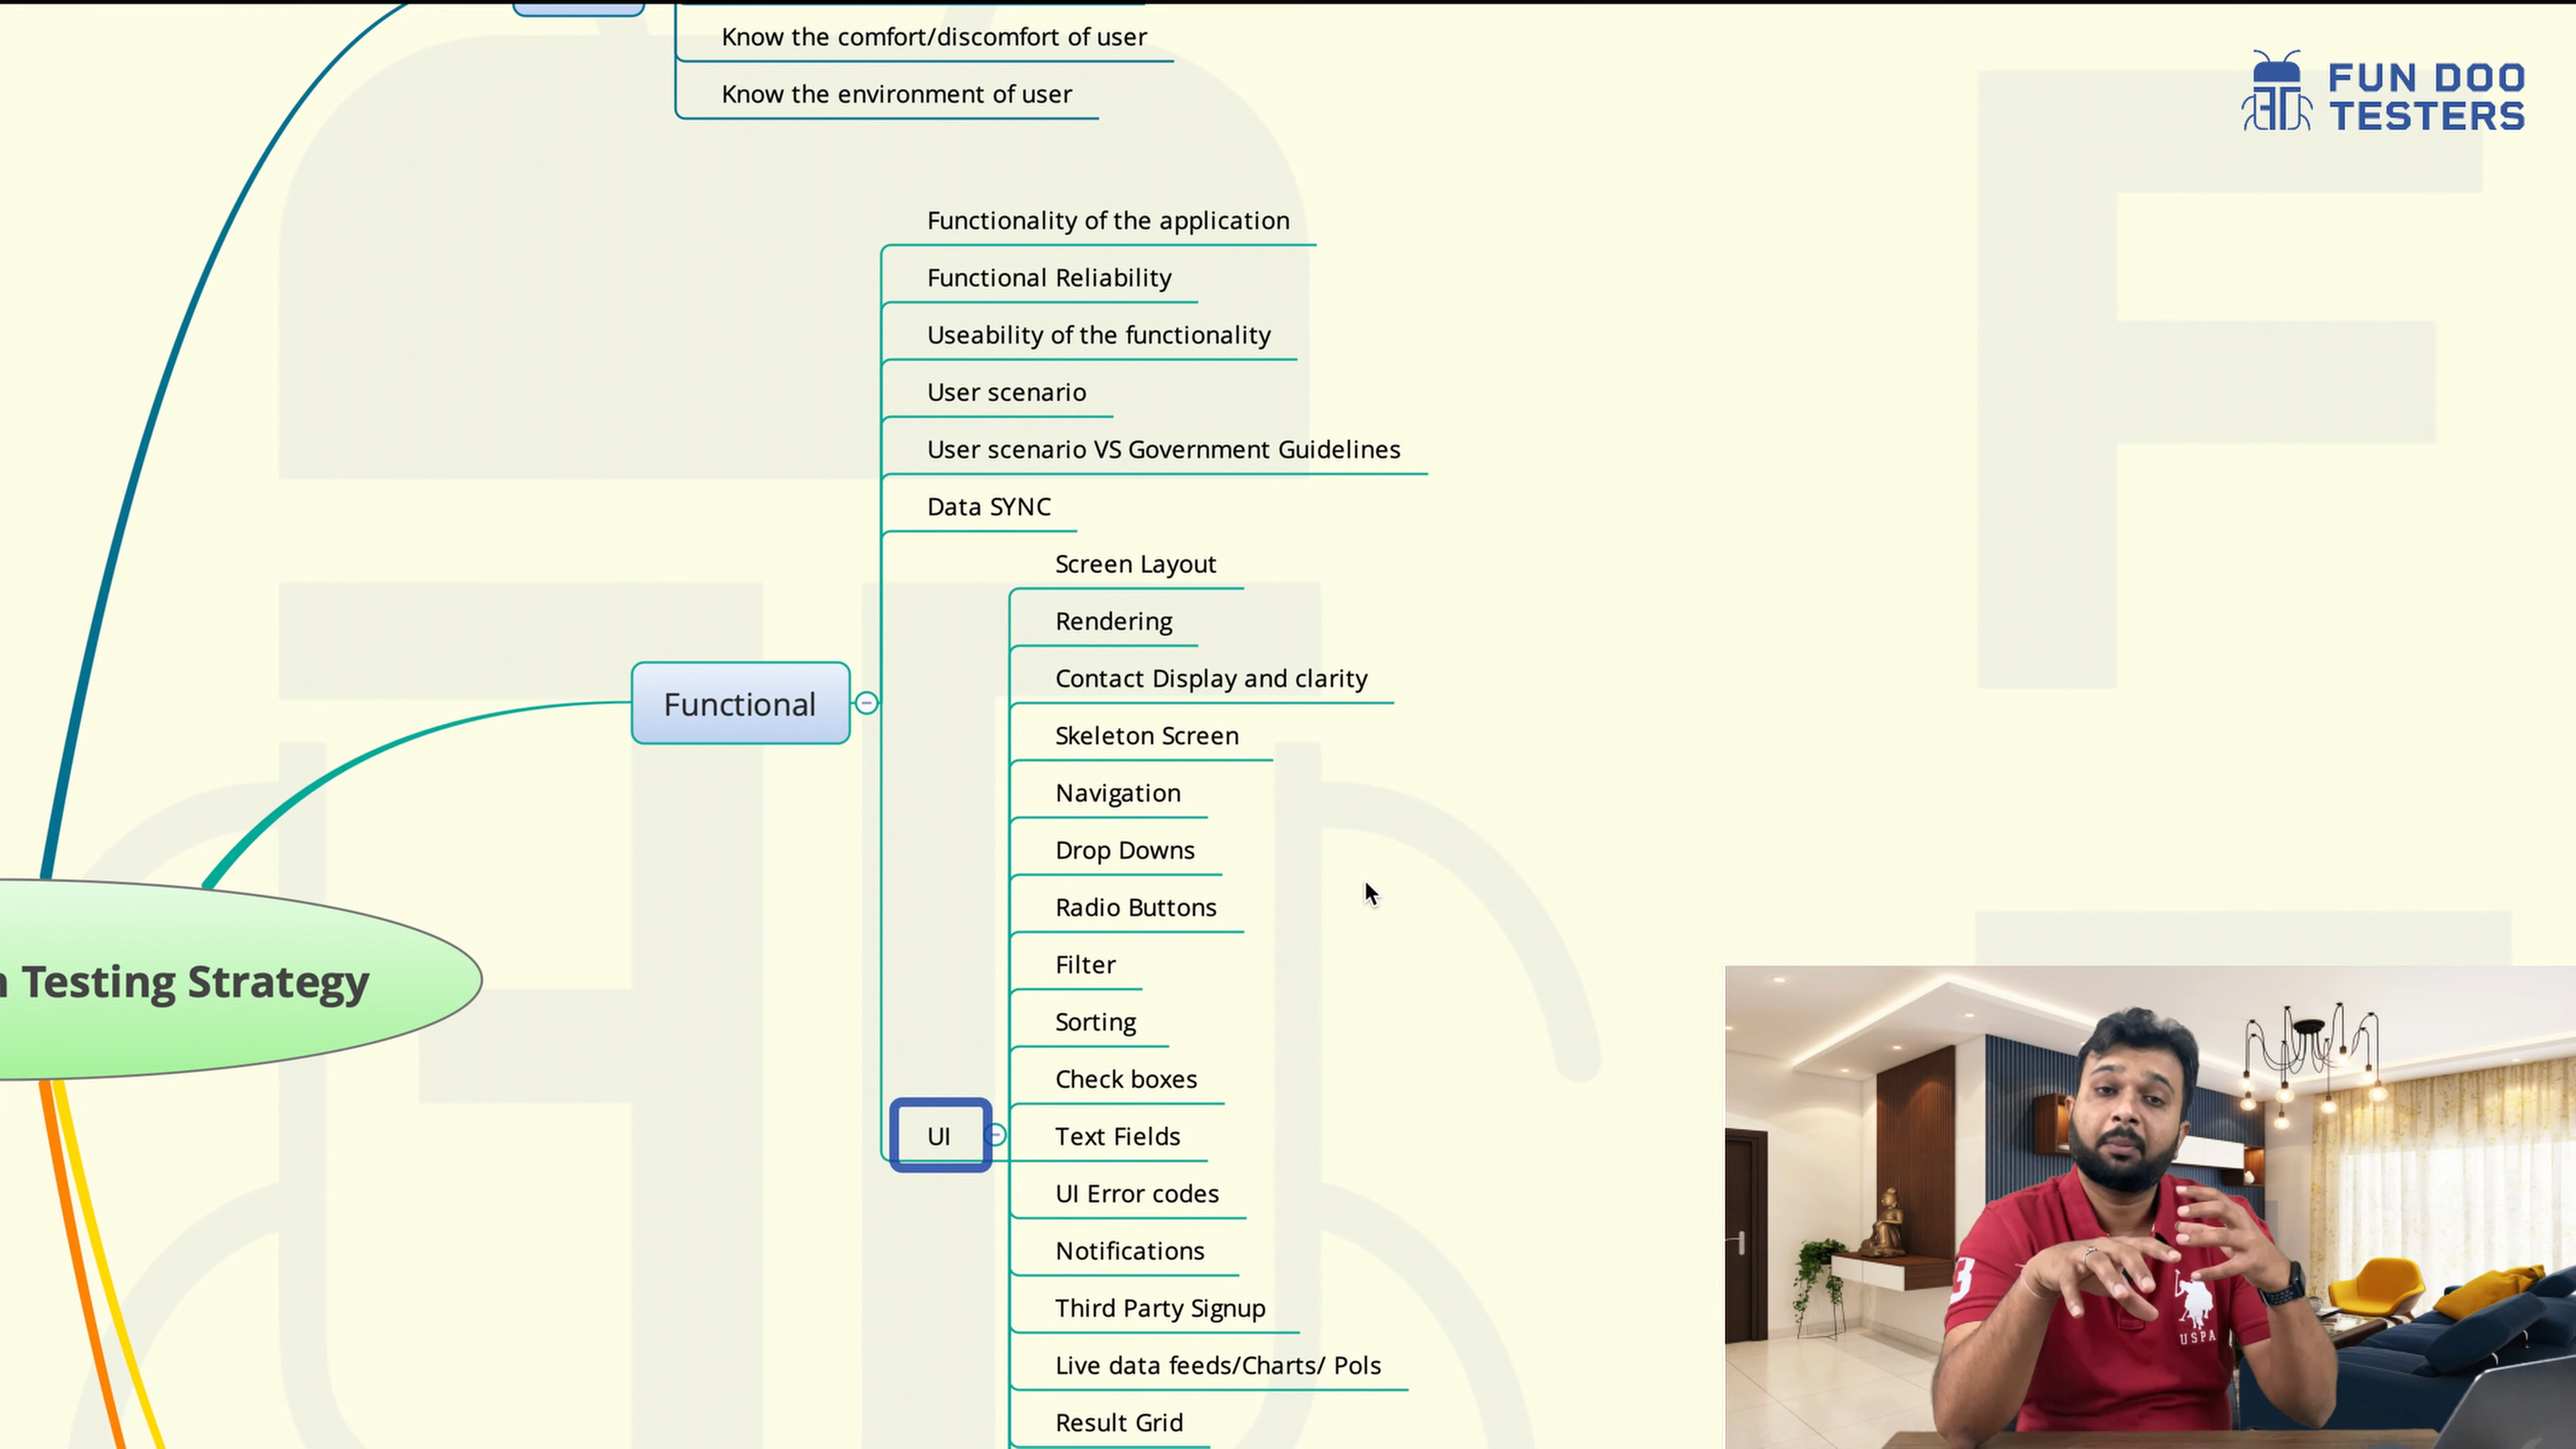 Know the comfort/discomfort of user
Know the environment of user
FUN DOO
TESTERS
Functionality of the application
Functional Reliability
Useability of the functionality
User scenario
User scenario VS Government Guidelines
Data SYNC
Screen Layout
Rendering
Contact Display and clarity
Skeleton Screen
Functional
Navigation
Drop Downs
Radio Buttons
Filter
Testing Strategy
Sorting
Check boxes
UI
Text Fields
UI Error codes
Notifications
Third Party Signup
Live data feeds/Charts/ Pols
Result Grid
3
USPA